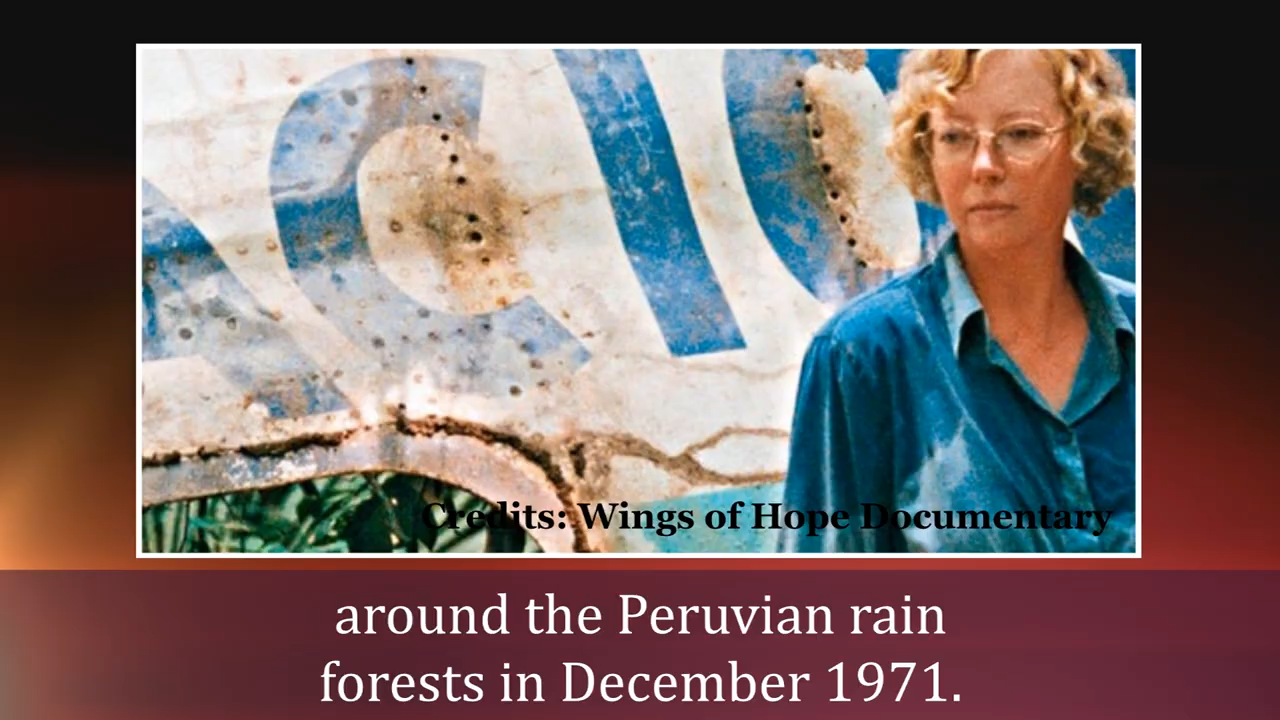 Credits: Wings of Hope Documentary
around the Peruvian rain
forests in December 1971.